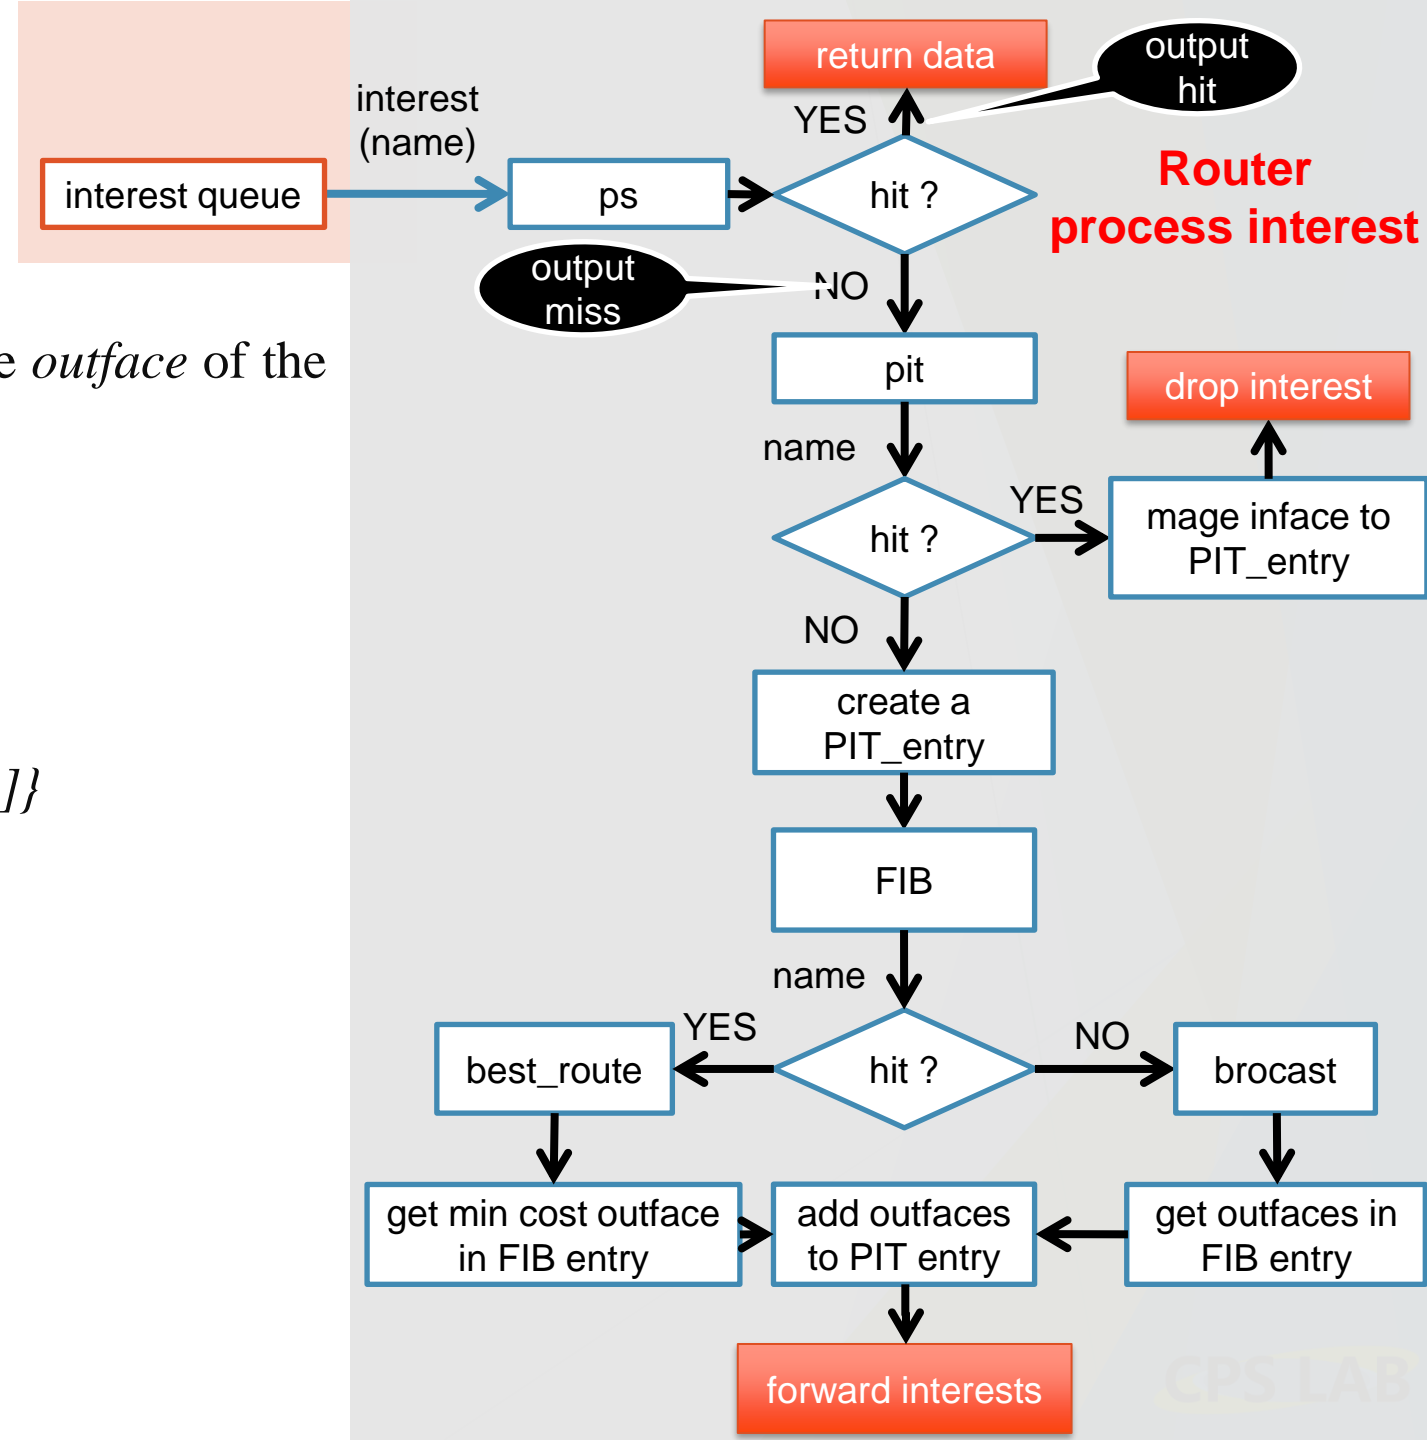 return data
output
hit
interest
(name)
YES
interest queue
ps
hit ?
Router
process interest
output
miss
NO
e outface of the
pit
drop interest
name
YES
hit ?
mage inface to
PIT_entry
NO
create a
PIT_entry
]}
FIB
name
YES
NO
best_route
hit ?
brocast
get min cost outface
in FIB entry
add outfaces
to PIT entry
get outfaces in
FIB entry
forward interests
CPS LAB